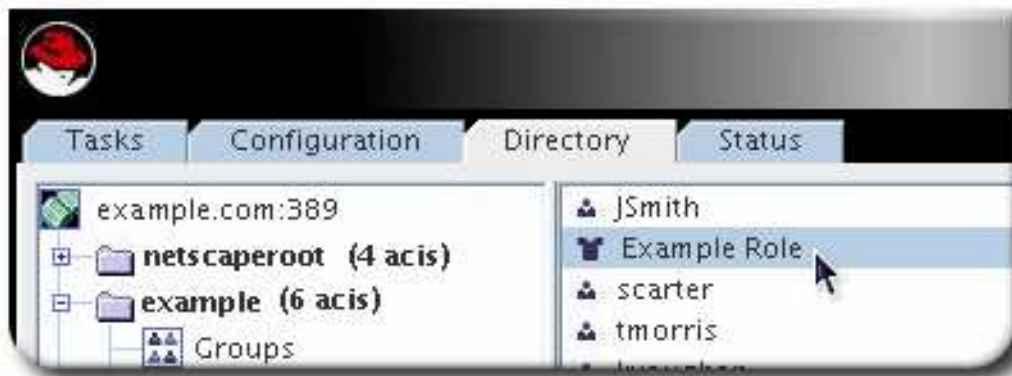 Tasks
Configuration
Directory
Status
example.com:389
netscaperoot (4 acis)
example (6 acis)
Groups
JSmith
Example Role
scarter
tmorris